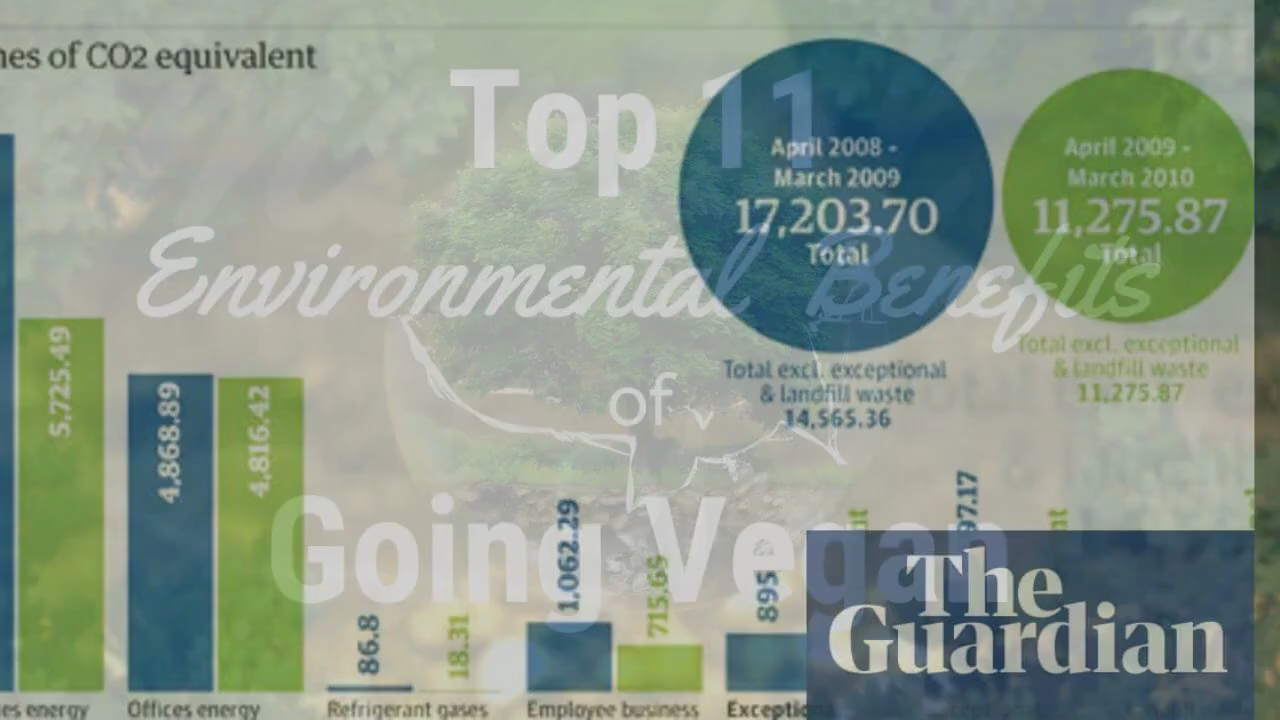 nes of CO2 equivalent
Top 11
Environmental Benefits
of
Going Vegan
April 2008 -
March 2009
17,203.70
Total
Total excl. exceptional
& landfill waste
14,565.36
April 2009 -
March 2010
11,275.87
Total
Total excl. exceptional
& landfill waste
11,275.87
5,725.49
4,868.89
4,816.42
86.8
18.31
1,062.29
715.69
895
97.17
es energy
Offices energy
Refrigerant gases
Employee business
Exceptio
The
Guardian